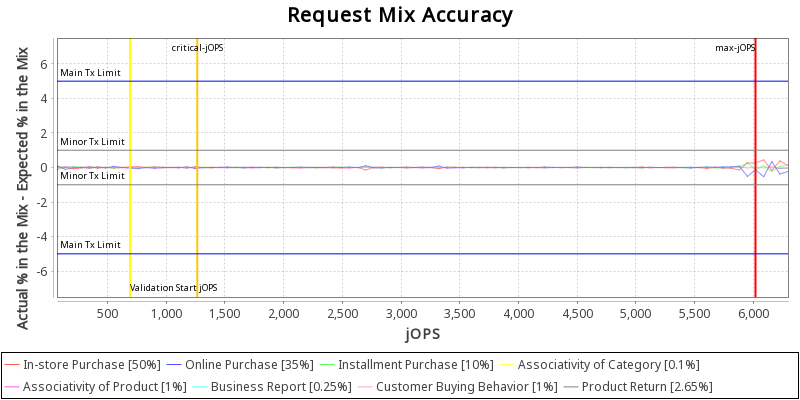 Request Mix Accuracy
critical-jOPS
max-jOPS
Main Tx Limit
Minor Tx Limit
Minor Tx Limit
Main Tx Limit
Validation Start jOPS
Actual % in the Mix - Expected % in the Mix
6
4
2
0
-2
-4
-6
500 1,000 1,500 2,000 2,500 3,000 3,500 4,000 4,500 5,000 5,500 6,000
jOPS
In-store Purchase [50%] Online Purchase [35%] Installment Purchase [10%] Associativity of Category [0.1%]
Associativity of Product [1%] Business Report [0.25%] Customer Buying Behavior [1%] Product Return [2.65%]